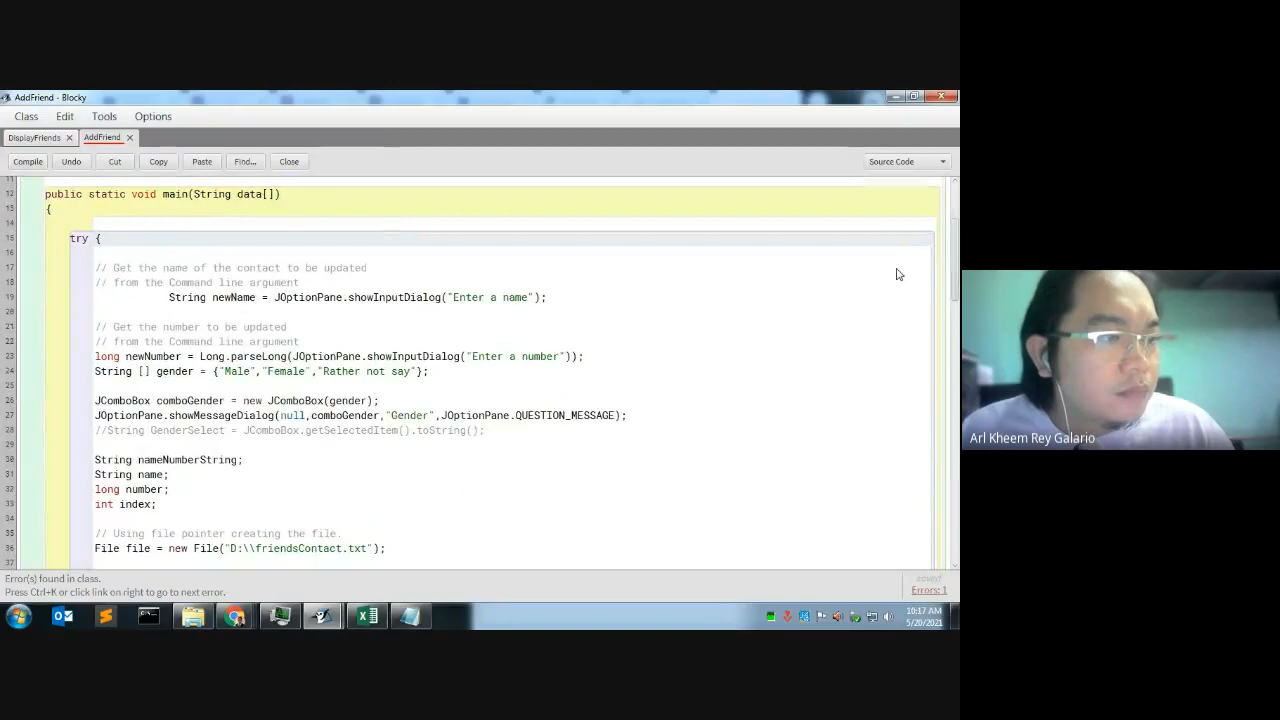 AddFriend - Blocky
Class Edit Tools Options
DisplayFriends X AddFriend X
Compile Undo Cut Copy Paste Find... Close Source Code
11
12 public static void main(String data[])
13 {
14
15 try {
16
17 // Get the name of the contact to be updated
18 // from the Command line argument
19 String newName = JOptionPane.showInputDialog("Enter a name");
20
21 // Get the number to be updated
22 // from the Command line argument
23 long newNumber = Long.parseLong(JOptionPane.showInputDialog("Enter a number"));
24 String [] gender = {"Male","Female","Rather not say"};
25
26 JComboBox comboGender = new JComboBox(gender);
27 JOptionPane.showMessageDialog(null,comboGender,"Gender",JOptionPane.QUESTION_MESSAGE);
28 //String GenderSelect = JComboBox.getSelectedItem().toString();
29
30 String nameNumberString;
31 String name;
32 long number;
33 int index;
34
35 // Using file pointer creating the file.
36 File file = new File("D:\\friendsContact.txt");
37
Error(s) found in class.
Press Ctrl+K or click link on right to go to next error.
saved
Errors: 1
10:17 AM
5/20/2021
Arl Kheem Rey Galario